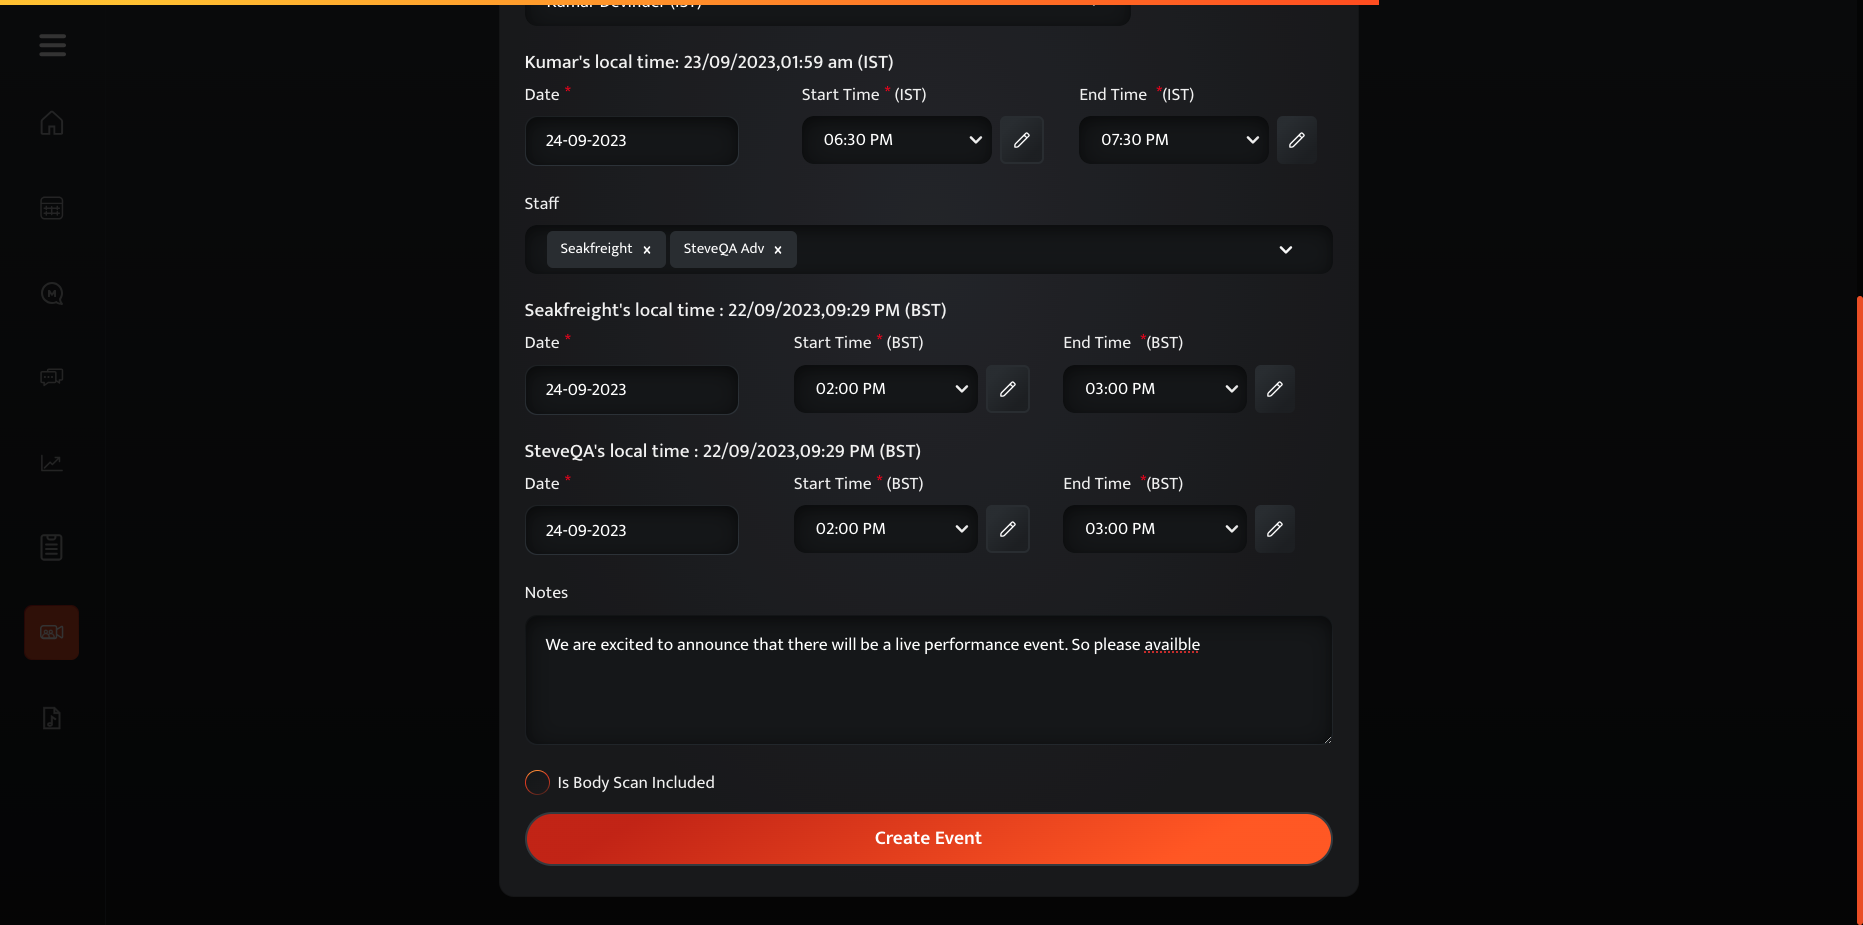 Kumar Devinder (IST)
Kumar's local time: 23/09/2023,01:59 am (IST)
Date * Start Time * (IST) End Time *(IST)
24-09-2023 06:30 PM 07:30 PM
Staff
Seakfreight x SteveQA Adv x
Seakfreight's local time : 22/09/2023,09:29 PM (BST)
Date * Start Time * (BST) End Time *(BST)
24-09-2023 02:00 PM 03:00 PM
SteveQA's local time : 22/09/2023,09:29 PM (BST)
Date * Start Time * (BST) End Time *(BST)
24-09-2023 02:00 PM 03:00 PM
Notes
We are excited to announce that there will be a live performance event. So please availble
Is Body Scan Included
Create Event